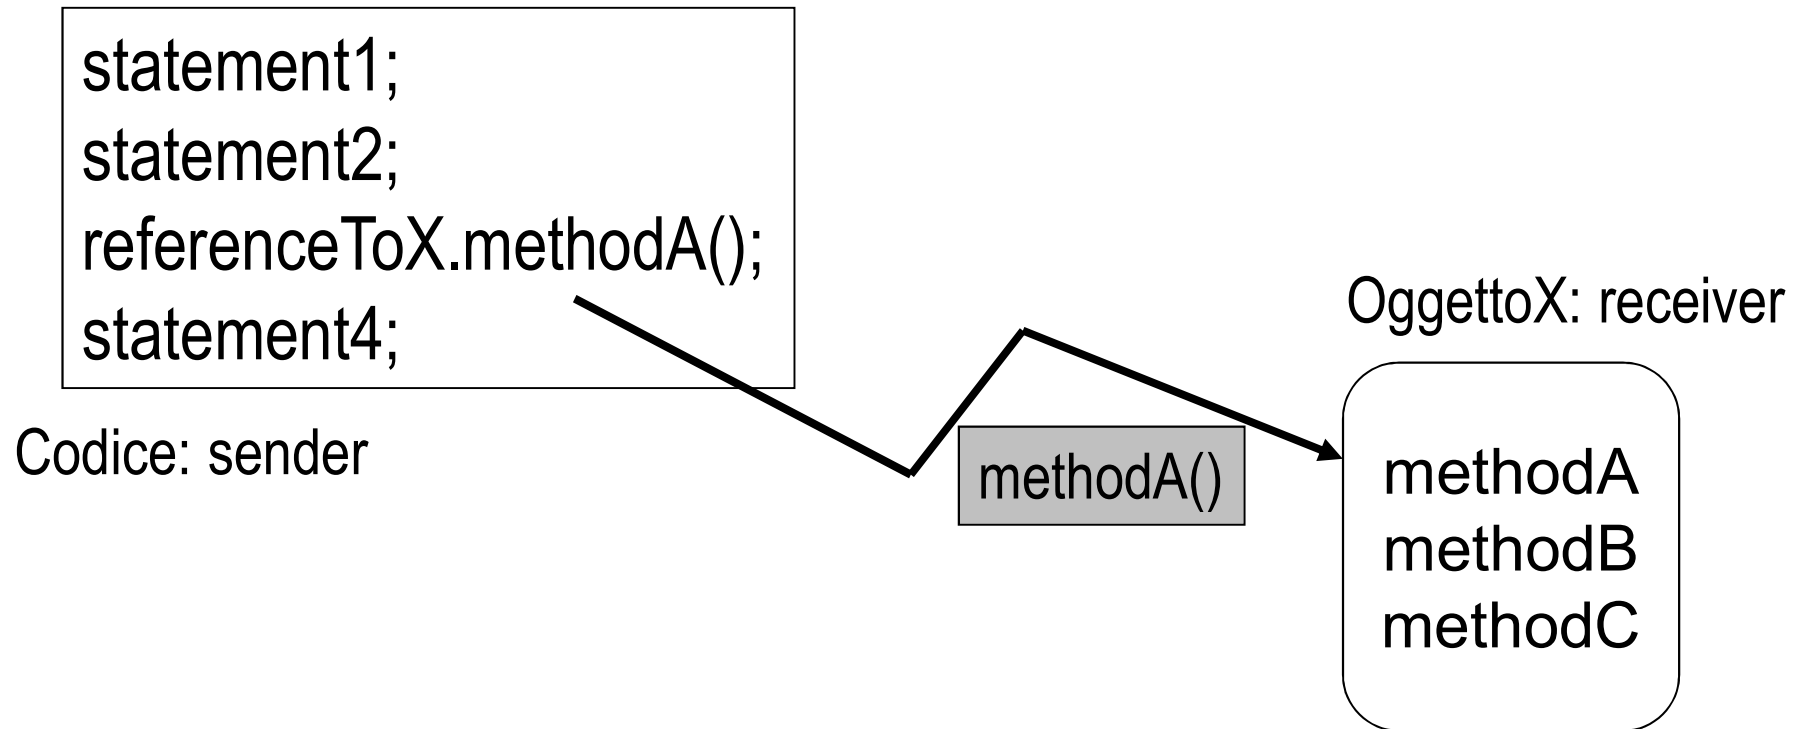 statement1;
statement2;
referenceToX.methodA();
statement4;
Codice: sender
methodA()
OggettoX: receiver
methodA
methodB
methodC